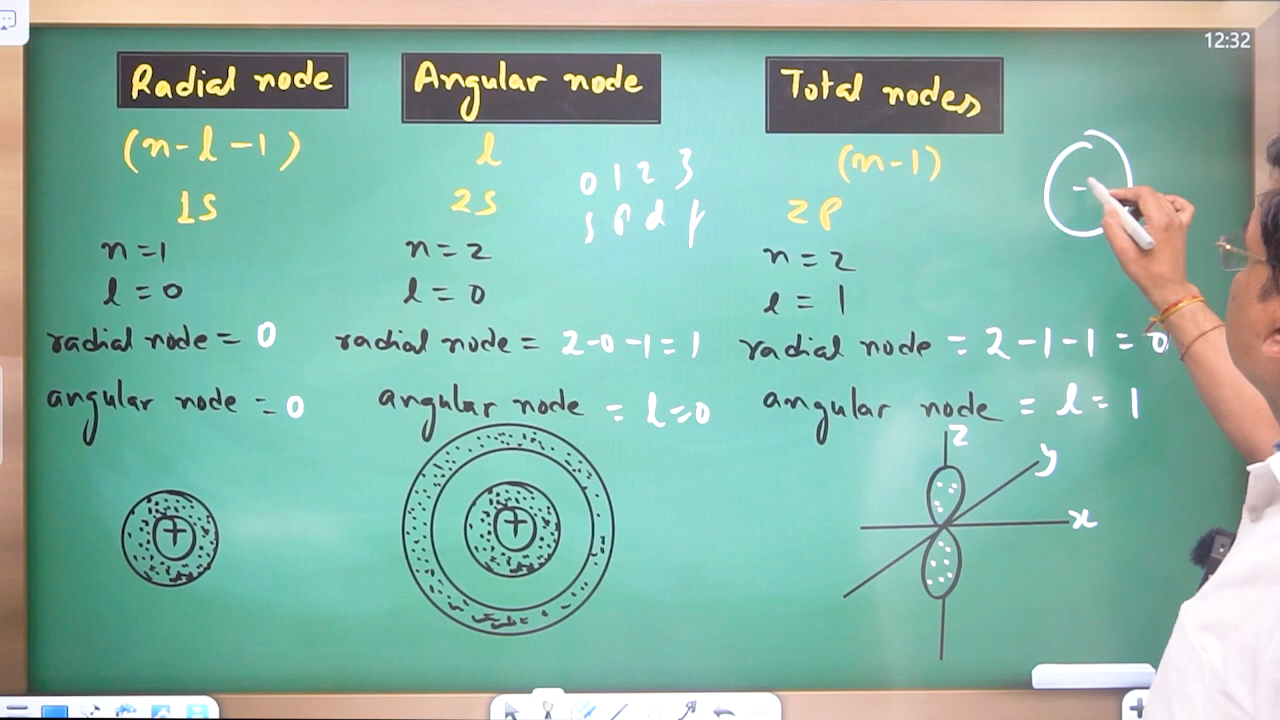 12:32
Radial node
(n-l-1)
1s
n=1
l=0
radial node = 0
angular node = 0
+
Angular node
l
2s
0 1 2 3
s p d f
n=2
l=0
radial node = 2-0-1=1
angular node = l=0
+
Total nodes
(n-1)
2p
n=2
l=1
radial node = 2-1-1=0
angular node = l=1
z
y
x
-